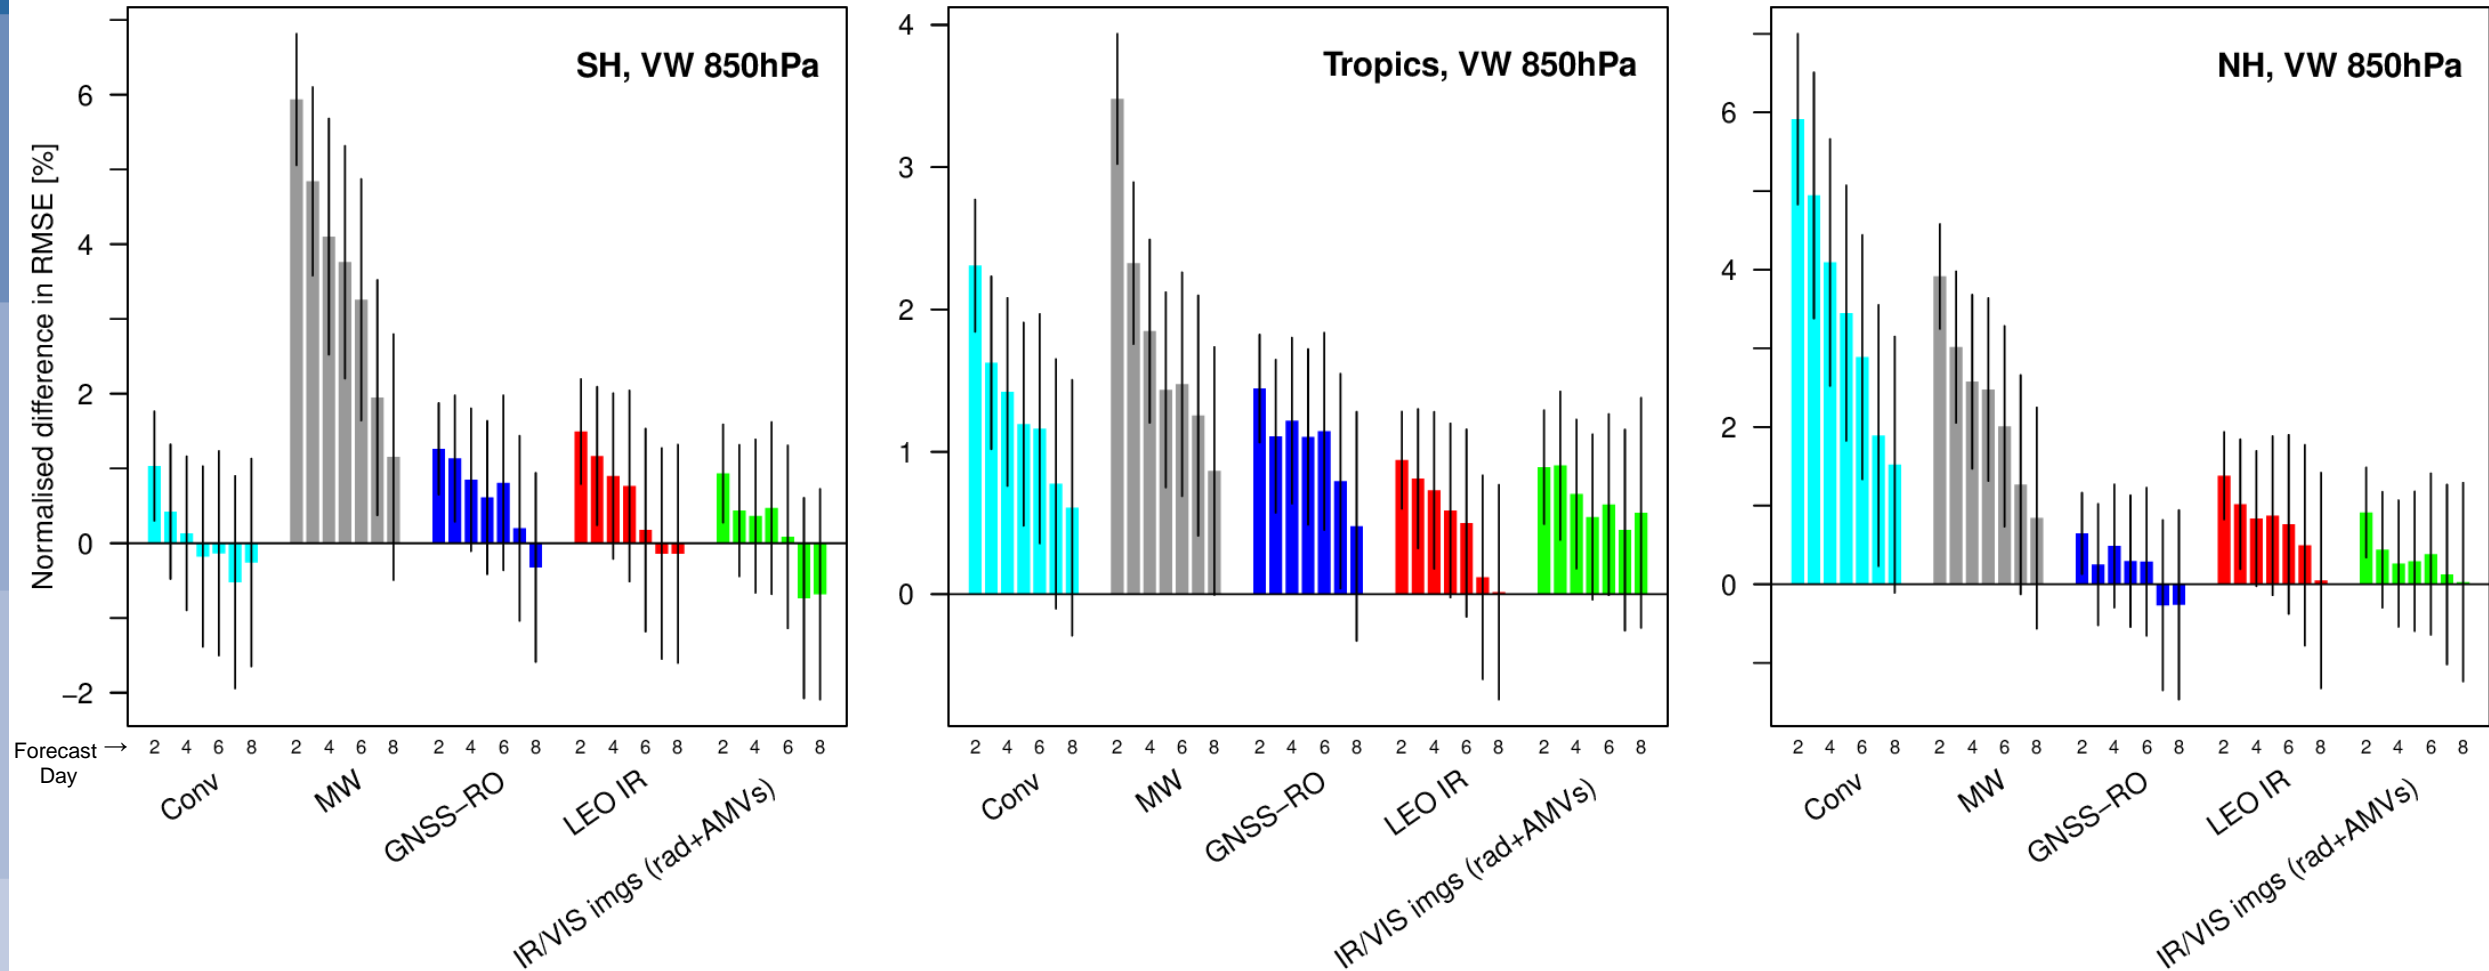 SH, VW 850hPa
Tropics, VW 850hPa
NH, VW 850hPa
Normalised difference in RMSE [%]
6
4
2
0
−2
4
3
2
1
0
6
4
2
0
Forecast → Day
2 4 6 8 2 4 6 8 2 4 6 8 2 4 6 8 2 4 6 8
2 4 6 8 2 4 6 8 2 4 6 8 2 4 6 8 2 4 6 8
2 4 6 8 2 4 6 8 2 4 6 8 2 4 6 8 2 4 6 8
Conv
MW
GNSS−RO
LEO IR
IR/VIS imgs (rad+AMVs)
Conv
MW
GNSS−RO
LEO IR
IR/VIS imgs (rad+AMVs)
Conv
MW
GNSS−RO
LEO IR
IR/VIS imgs (rad+AMVs)